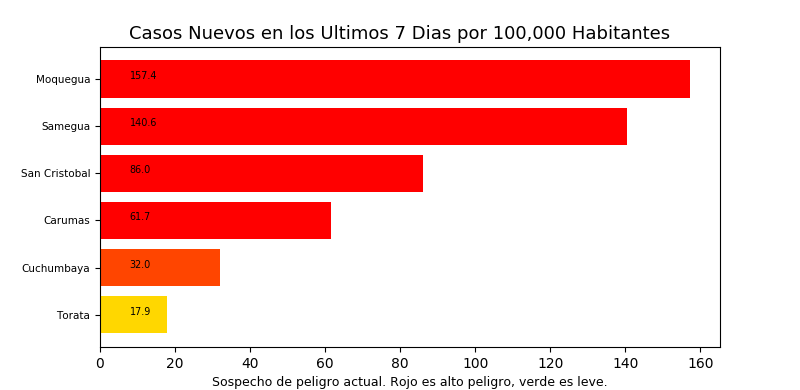 Casos Nuevos en los Ultimos 7 Dias por 100,000 Habitantes
Moquegua 157.4
Samegua 140.6
San Cristobal 86.0
Carumas 61.7
Cuchumbaya 32.0
Torata 17.9
0 20 40 60 80 100 120 140 160
Sospecho de peligro actual. Rojo es alto peligro, verde es leve.